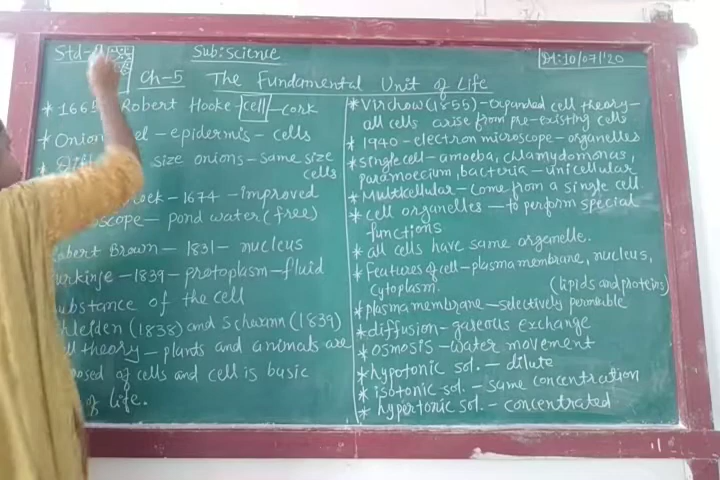 Std-
Sub: Science
Dt: 10/07/'20
Ch-5 The Fundamental Unit of Life
* 1665 Robert Hooke - cell - cork
* Onion el - epidermis - cells
* size onions - same size
cells
- 1674 - improved
scope - pond water (free)
bert Brown - 1831 - nucleus
urkinje - 1839 - protoplasm - fluid
ubstance of the cell
hleiden (1838) and Schwann (1839)
ll theory - plants and animals are
posed of cells and cell is basic
of life.
* Virchow (1855) - expanded cell theory -
all cells arise from pre-existing cells
* 1940 - electron microscope - organelles
* single cell - amoeba, chlamydomonas,
paramoecium, bacteria - unicellular
* Multicellular - come from a single cell
* cell organelles - to perform special
functions
* all cells have same organelle.
* Features of cell - plasma membrane, nucleus,
cytoplasm. (lipids and proteins)
* plasma membrane - selectively permeable
* diffusion - gaseous exchange
* osmosis - water movement
* hypotonic sol. - dilute
* isotonic sol. - same concentration
* hypertonic sol. - concentrated